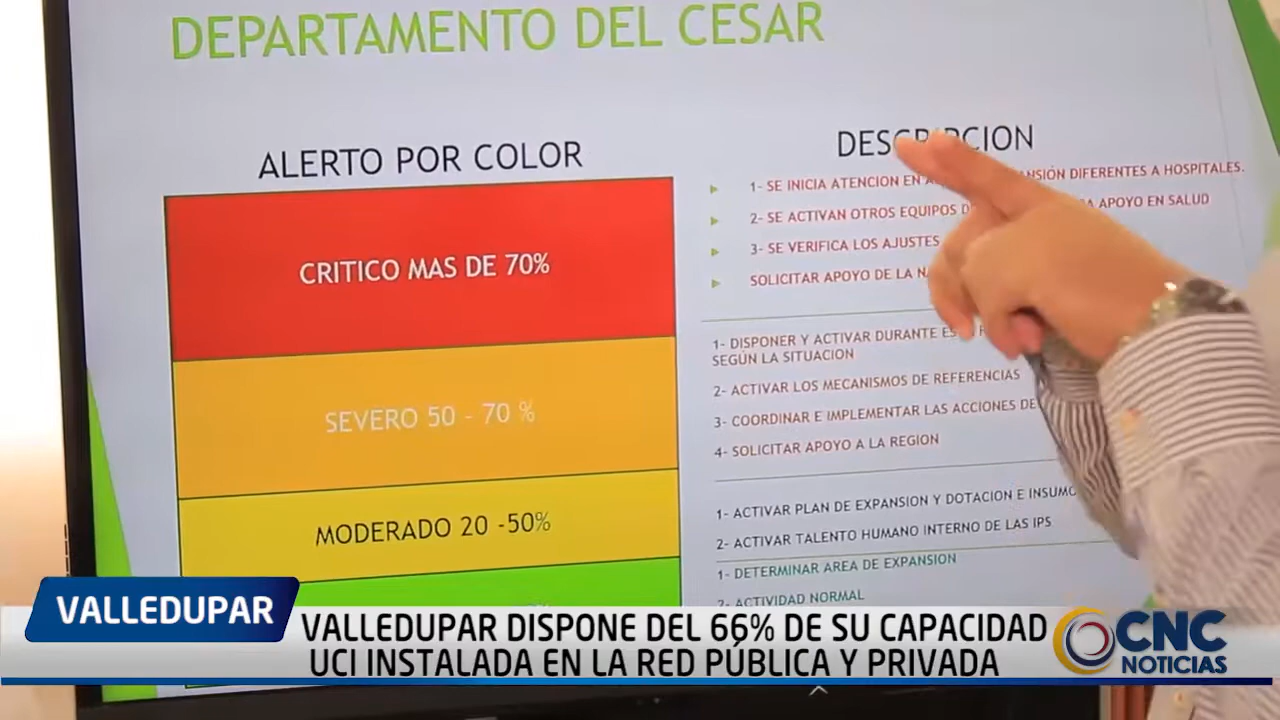 DEPARTAMENTO DEL CESAR
ALERTO POR COLOR
CRITICO MAS DE 70%
SEVERO 50 - 70 %
MODERADO 20 -50%
1- SE INICIA ATENCION EN DIFERENTES A HOSPITALES.
2- SE ACTIVAN OTROS EQUIPOS APOYO EN SALUD
3- SE VERIFICA LOS AJUSTES
SOLICITAR APOYO DE LA
1- DISPONER Y ACTIVAR DURANTE
SEGÚN LA SITUACION
2- ACTIVAR LOS MECANISMOS DE REFERENCIAS
3- COORDINAR E IMPLEMENTAR LAS ACCIONES DE
4- SOLICITAR APOYO A LA REGION
1- ACTIVAR PLAN DE EXPANSION Y DOTACION E
2- ACTIVAR TALENTO HUMANO INTERNO DE LAS IPS
1- DETERMINAR AREA DE EXPANSION
2- ACTIVIDAD NORMAL
VALLEDUPAR
VALLEDUPAR DISPONE DEL 66% DE SU CAPACIDAD
UCI INSTALADA EN LA RED PÚBLICA Y PRIVADA
CNC
NOTICIAS